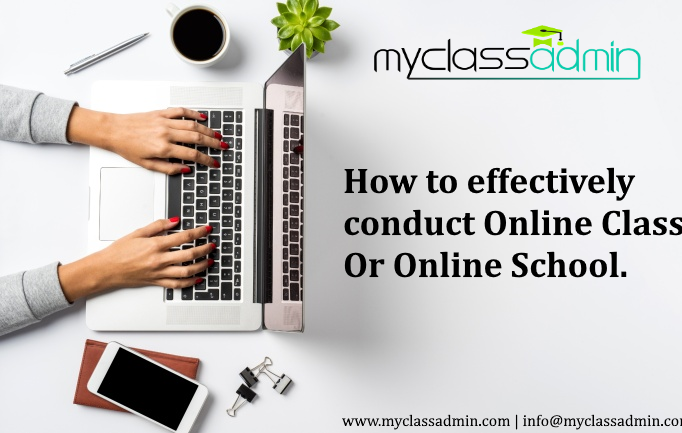 myclassadmin
How to effectively
conduct Online Class
Or Online School.
www.myclassadmin.com | info@myclassadmin.co